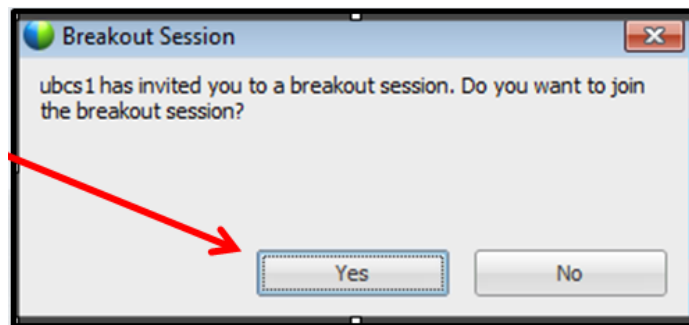 Breakout Session
ubcs1 has invited you to a breakout session. Do you want to join
the breakout session?
Yes
No